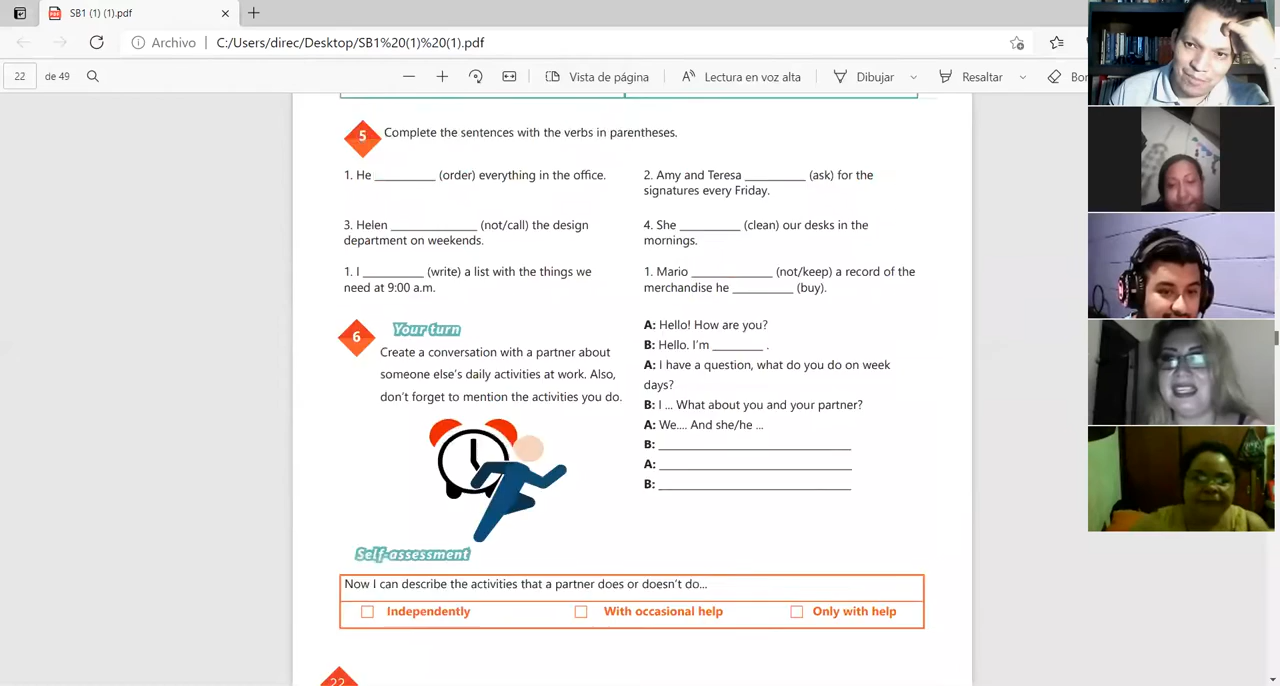 SB1 (1) (1).pdf
Archivo
C:/Users/direc/Desktop/SB1%20(1)%20(1).pdf
22
de 49
Vista de página
Lectura en voz alta
Dibujar
Resaltar
5
Complete the sentences with the verbs in parentheses.
1. He __________ (order) everything in the office.
2. Amy and Teresa __________ (ask) for the
signatures every Friday.
3. Helen ______________ (not/call) the design
department on weekends.
4. She __________ (clean) our desks in the
mornings.
1. I __________ (write) a list with the things we
need at 9:00 a.m.
1. Mario _____________ (not/keep) a record of the
merchandise he __________ (buy).
6
Your turn
Create a conversation with a partner about
someone else's daily activities at work. Also,
don't forget to mention the activities you do.
A: Hello! How are you?
B: Hello. I'm ________ .
A: I have a question, what do you do on week
days?
B: I ... What about you and your partner?
A: We.... And she/he ...
B: ________________________________
A: ________________________________
B: ________________________________
Self-assessment
Now I can describe the activities that a partner does or doesn't do...
Independently
With occasional help
Only with help
22